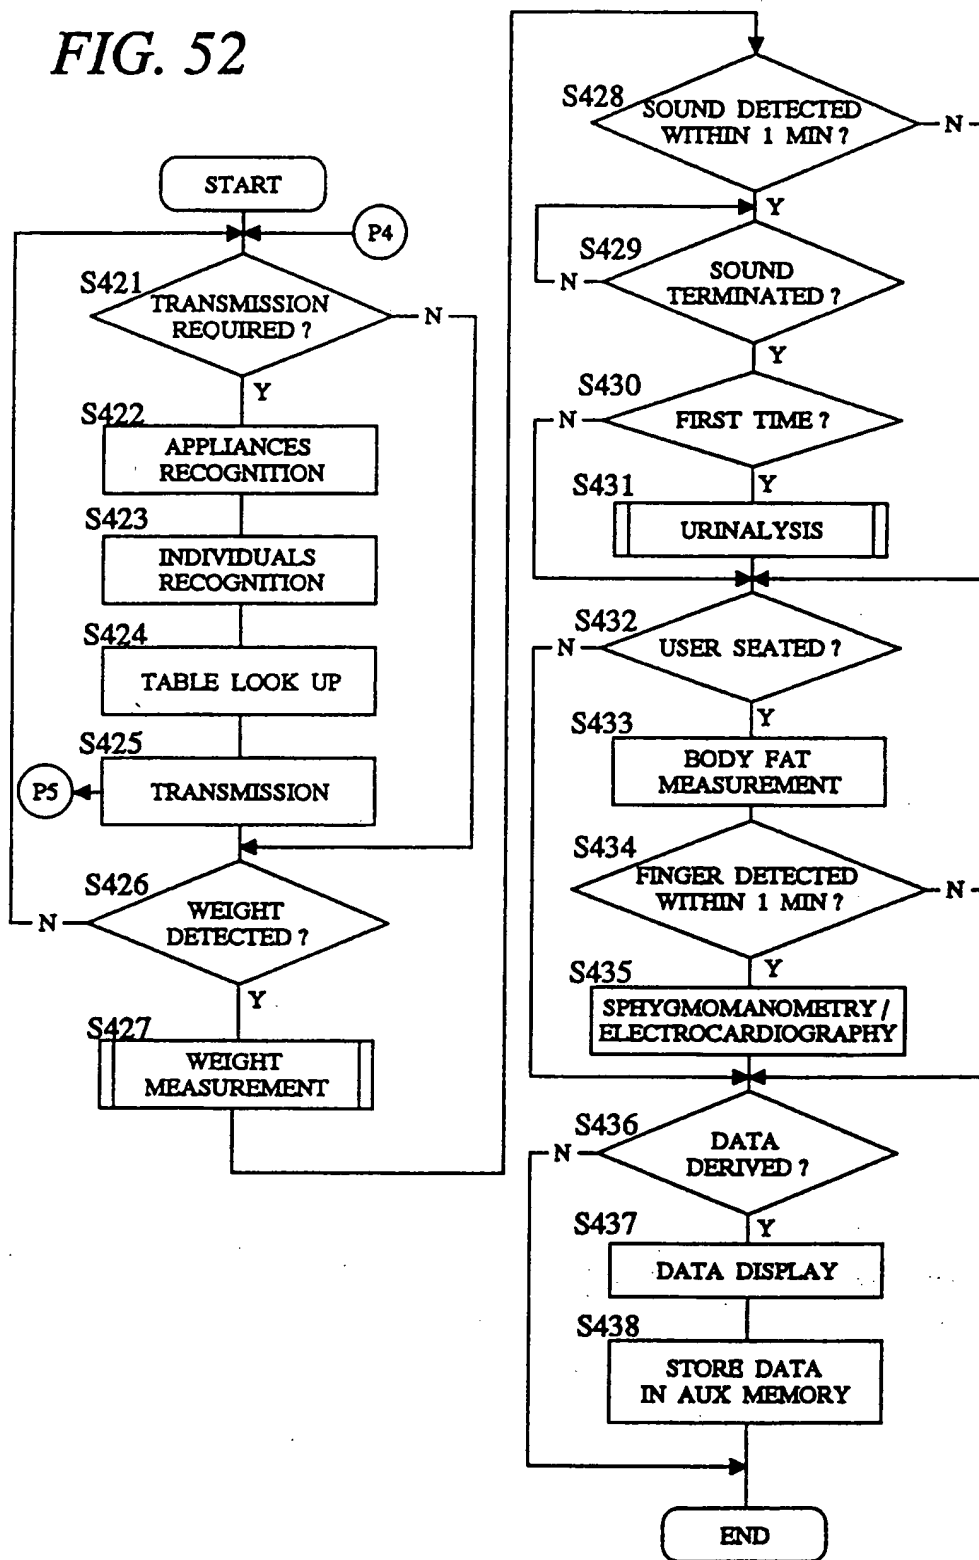 FIG. 52
START
P4
S421
TRANSMISSION
REQUIRED ?
N
Y
S422
APPLIANCES
RECOGNITION
S423
INDIVIDUALS
RECOGNITION
S424
TABLE LOOK UP
S425
P5
TRANSMISSION
S426
N
WEIGHT
DETECTED ?
Y
S427
WEIGHT
MEASUREMENT
S428
SOUND DETECTED
WITHIN 1 MIN ?
N
Y
S429
N
SOUND
TERMINATED ?
Y
S430
N
FIRST TIME ?
Y
S431
URINALYSIS
S432
N
USER SEATED ?
Y
S433
BODY FAT
MEASUREMENT
S434
FINGER DETECTED
WITHIN 1 MIN ?
N
Y
S435
SPHYGMOMANOMETRY /
ELECTROCARDIOGRAPHY
S436
N
DATA
DERIVED ?
Y
S437
DATA DISPLAY
S438
STORE DATA
IN AUX MEMORY
END